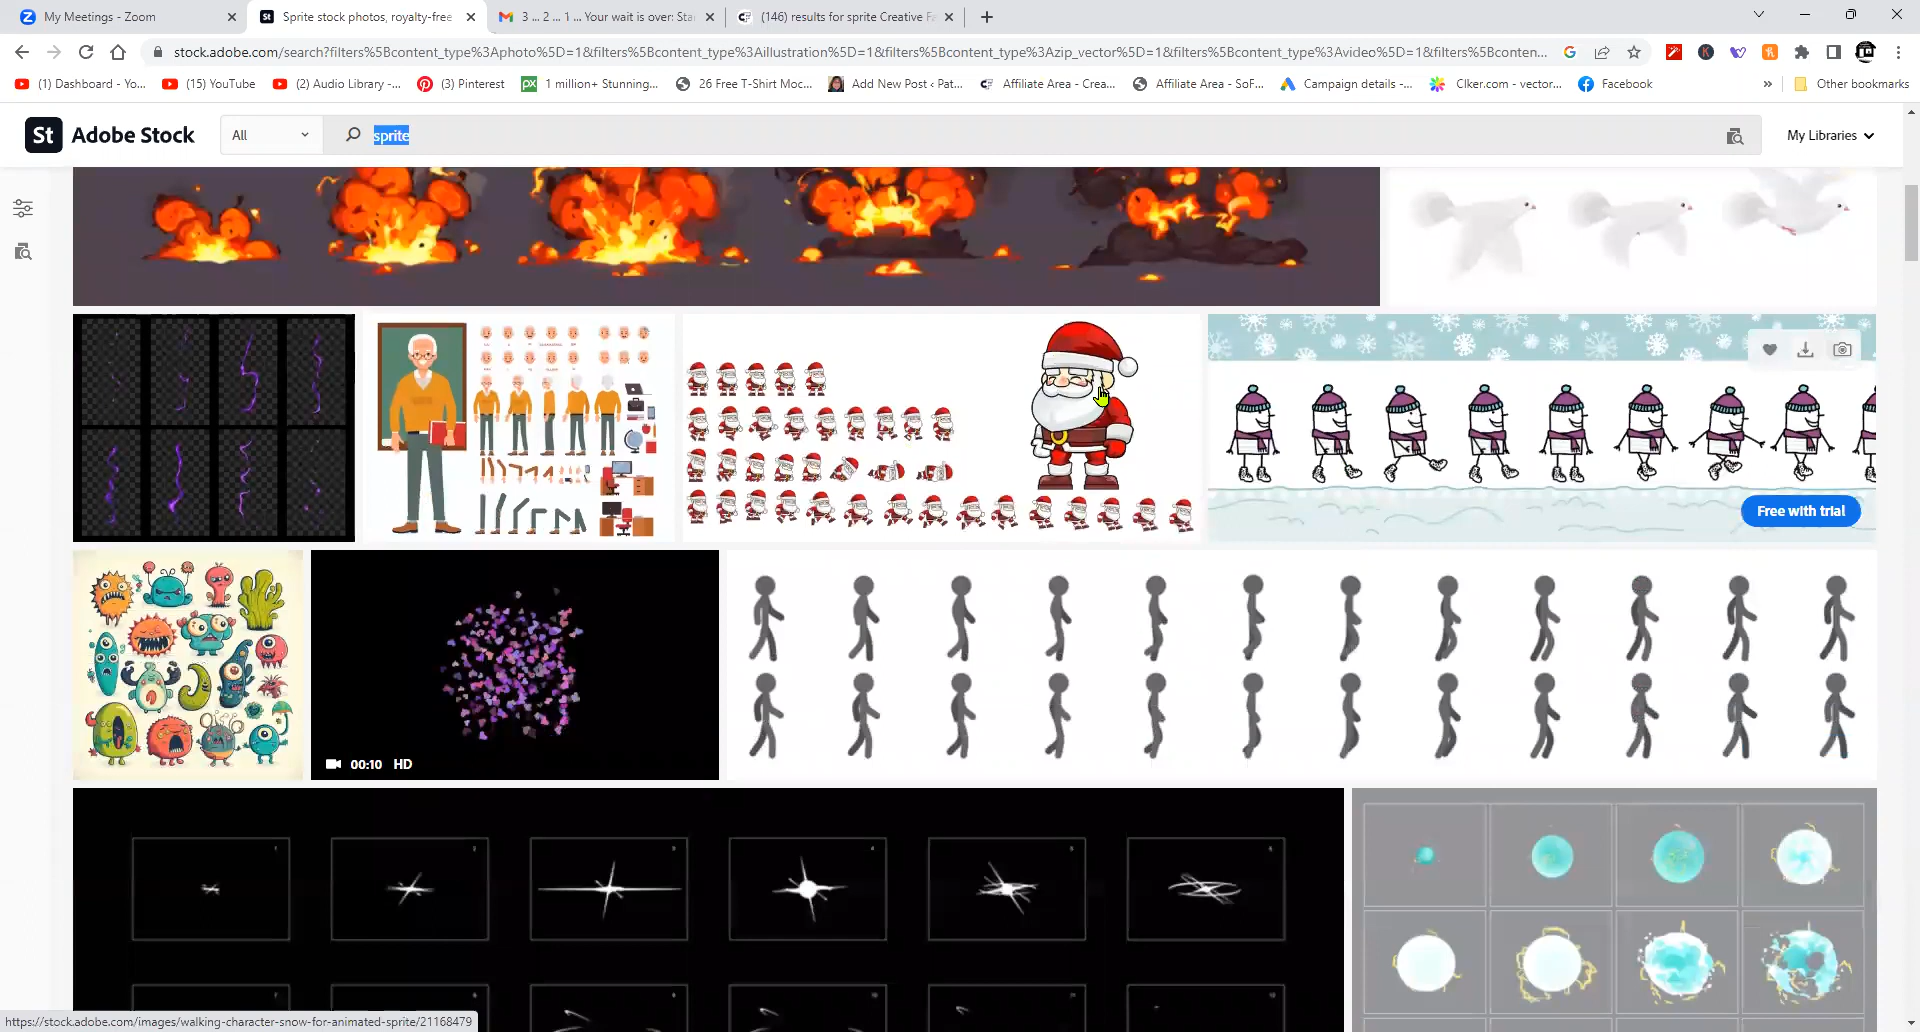 My Meetings - Zoom
Sprite stock photos, royalty-free
3 ... 2 ... 1 ... Your wait is over: Sta
(146) results for sprite Creative Fa
stock.adobe.com/search?filters%5Bcontent_type%3Aphoto%5D=1&filters%5Bcontent_type%3Aillustration%5D=1&filters%5Bcontent_type%3Azip_vector%5D=1&filters%5Bcontent_type%3Avideo%5D=1&filters%5Bconten...
(1) Dashboard - Yo...
(15) YouTube
(2) Audio Library -...
(3) Pinterest
1 million+ Stunning...
26 Free T-Shirt Moc...
Add New Post ‹ Pat...
Affiliate Area - Crea...
Affiliate Area - SoF...
Campaign details -...
Clker.com - vector...
Facebook
»
Other bookmarks
St Adobe Stock
All
sprite
My Libraries
Free with trial
00:10 HD
https://stock.adobe.com/images/walking-character-snow-for-animated-sprite/21168479